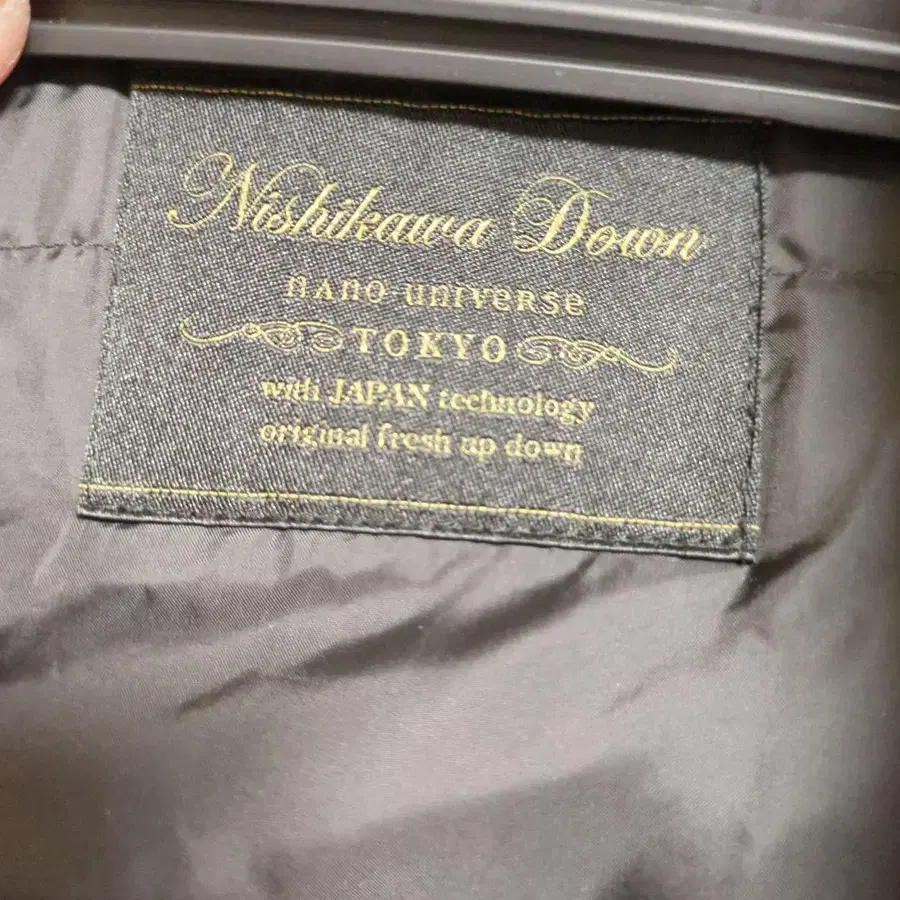 Nishikawa Down
nano·universe
TOKYO
with JAPAN technology
original fresh up down